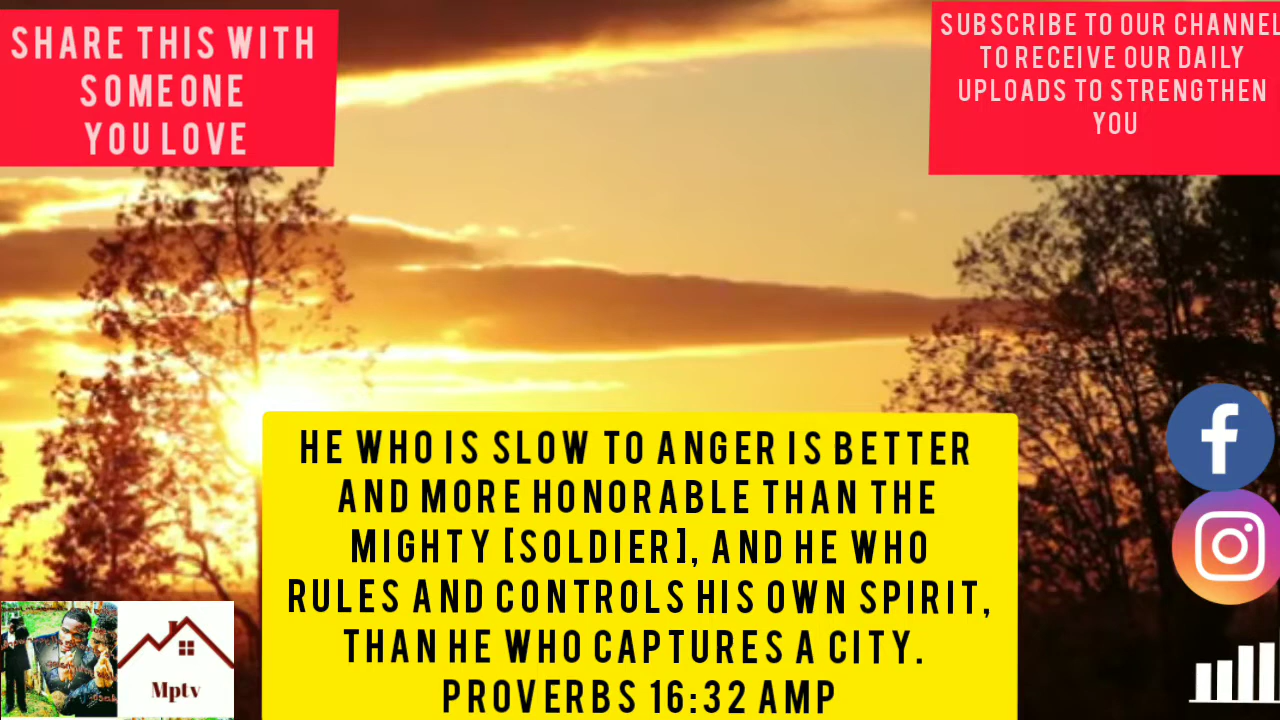 SHARE THIS WITH
SOMEONE
YOU LOVE
SUBSCRIBE TO OUR CHANNEL
TO RECEIVE OUR DAILY
UPLOADS TO STRENGTHEN
YOU
HE WHO IS SLOW TO ANGER IS BETTER
AND MORE HONORABLE THAN THE
MIGHTY [SOLDIER], AND HE WHO
RULES AND CONTROLS HIS OWN SPIRIT,
THAN HE WHO CAPTURES A CITY.
PROVERBS 16:32 AMP
Mptv